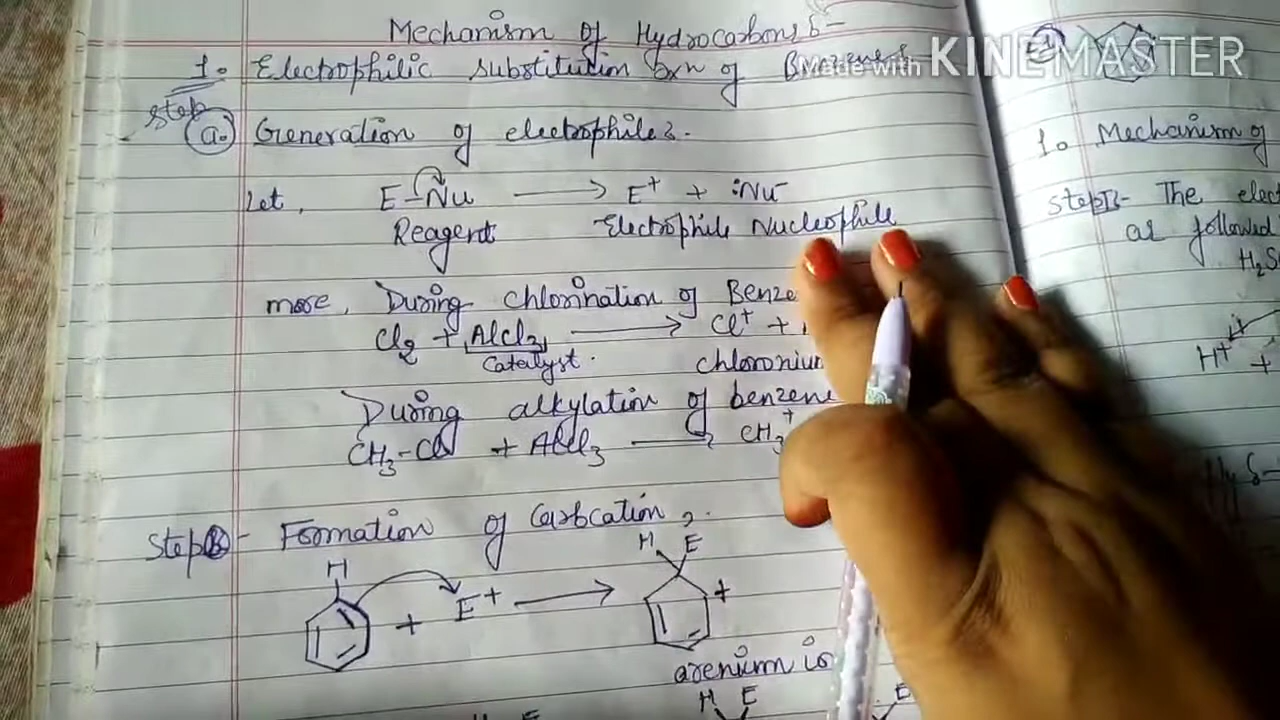 Mechanism of Hydrocarbons :-
1. Electrophilic substitution rxn of Benzene
Made with KINEMASTER
Step
a. Generation of electrophile :-
Let, E-Nu → E⁺ + :Nu⁻
Reagent Electrophile Nucleophile
more, During chlorination of Benze
Cl₂ + AlCl₃ → Cl⁺ +
Catalyst. chloronium
During alkylation of benzene
CH₃-Cl + AlCl₃ → CH₃⁺
Step b - Formation of Carbcation :-
H H E
+ E⁺ → +
arenium io
H E
E
1. Mechanism of
Step I:- The elect
as followed
H₂S
H⁺ +